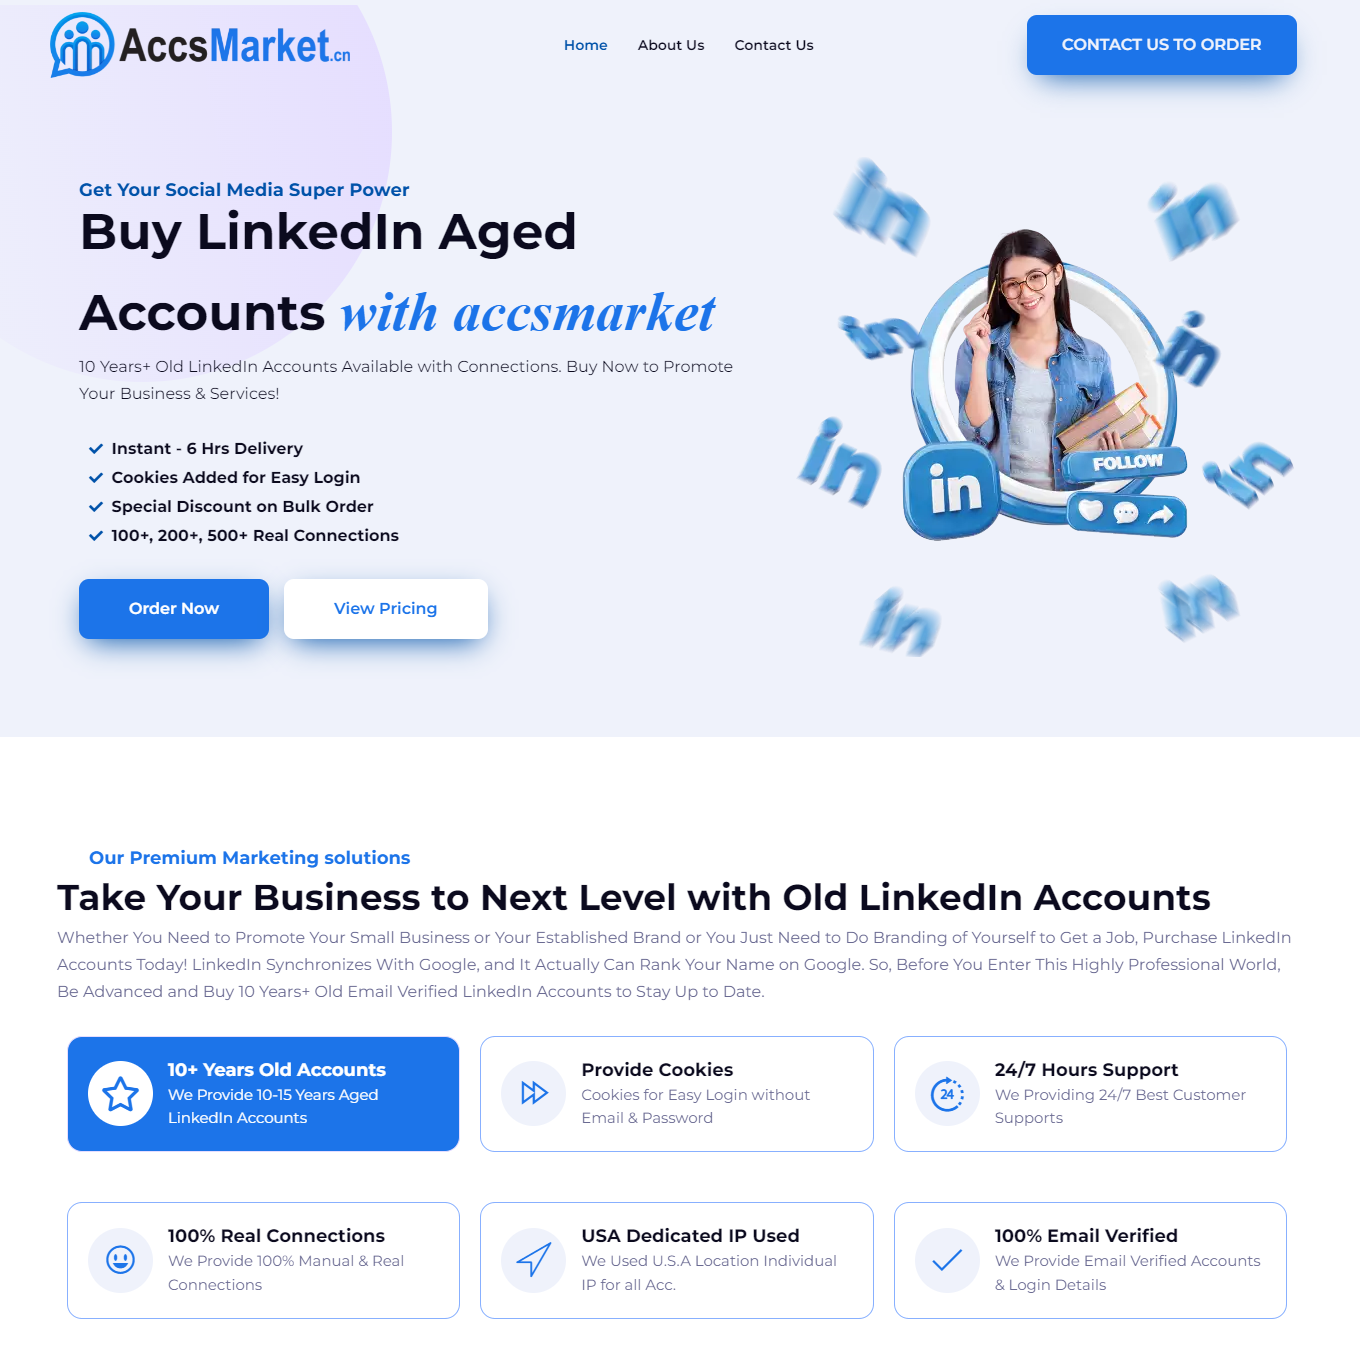 AccsMarket.cn
Home
About Us
Contact Us
CONTACT US TO ORDER
Get Your Social Media Super Power
Buy LinkedIn Aged
Accounts with accsmarket
10 Years+ Old LinkedIn Accounts Available with Connections. Buy Now to Promote
Your Business & Services!
Instant - 6 Hrs Delivery
Cookies Added for Easy Login
Special Discount on Bulk Order
100+, 200+, 500+ Real Connections
Order Now
View Pricing
in
in
in
in
in
in
in
FOLLOW
in
in
Our Premium Marketing solutions
Take Your Business to Next Level with Old LinkedIn Accounts
Whether You Need to Promote Your Small Business or Your Established Brand or You Just Need to Do Branding of Yourself to Get a Job, Purchase LinkedIn
Accounts Today! LinkedIn Synchronizes With Google, and It Actually Can Rank Your Name on Google. So, Before You Enter This Highly Professional World,
Be Advanced and Buy 10 Years+ Old Email Verified LinkedIn Accounts to Stay Up to Date.
10+ Years Old Accounts
We Provide 10-15 Years Aged
LinkedIn Accounts
Provide Cookies
Cookies for Easy Login without
Email & Password
24
24/7 Hours Support
We Providing 24/7 Best Customer
Supports
100% Real Connections
We Provide 100% Manual & Real
Connections
USA Dedicated IP Used
We Used U.S.A Location Individual
IP for all Acc.
100% Email Verified
We Provide Email Verified Accounts
& Login Details